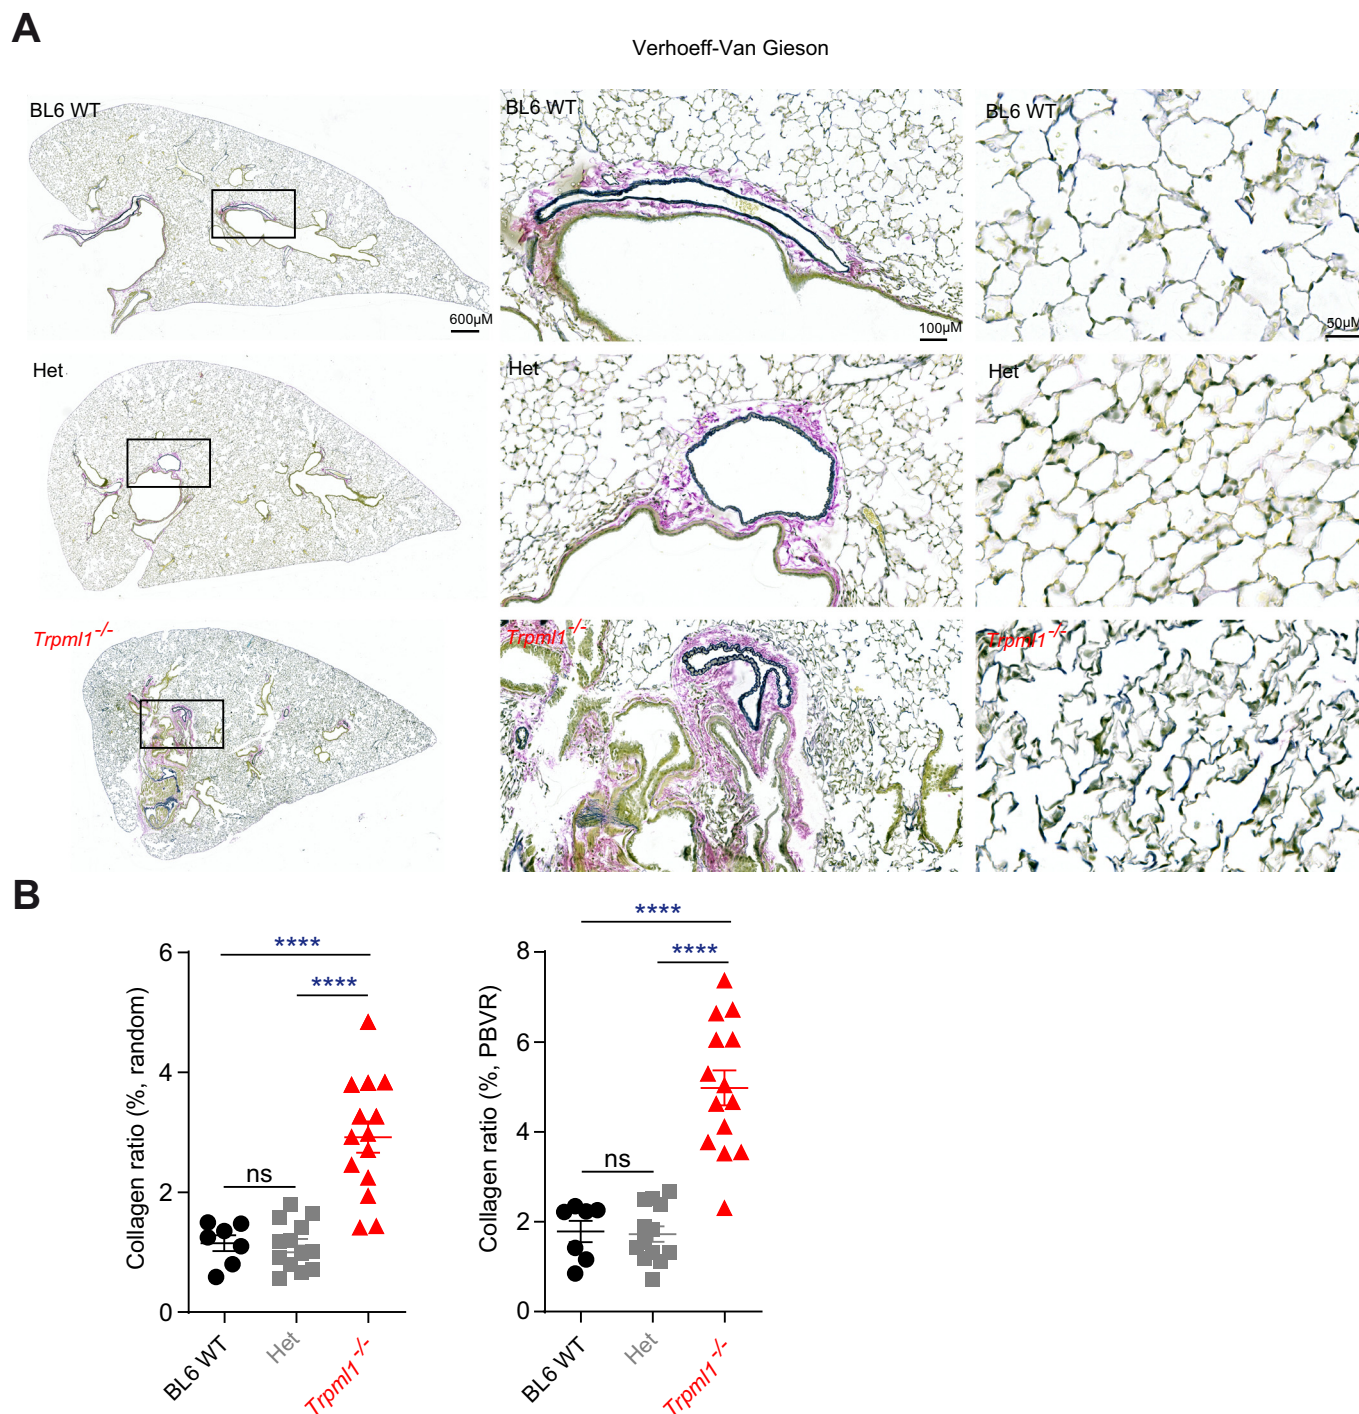 A
Verhoeff-Van Gieson
BL6 WT
BL6 WT
BL6 WT
600µM
100µM
50µM
Het
Het
Het
Trpml1-/-
Trpml1-/-
Trpml1-/-
B
****
****
ns
6
4
2
0
Collagen ratio (%, random)
BL6 WT
Het
Trpml1-/-
****
****
ns
8
6
4
2
0
Collagen ratio (%, PBVR)
BL6 WT
Het
Trpml1-/-